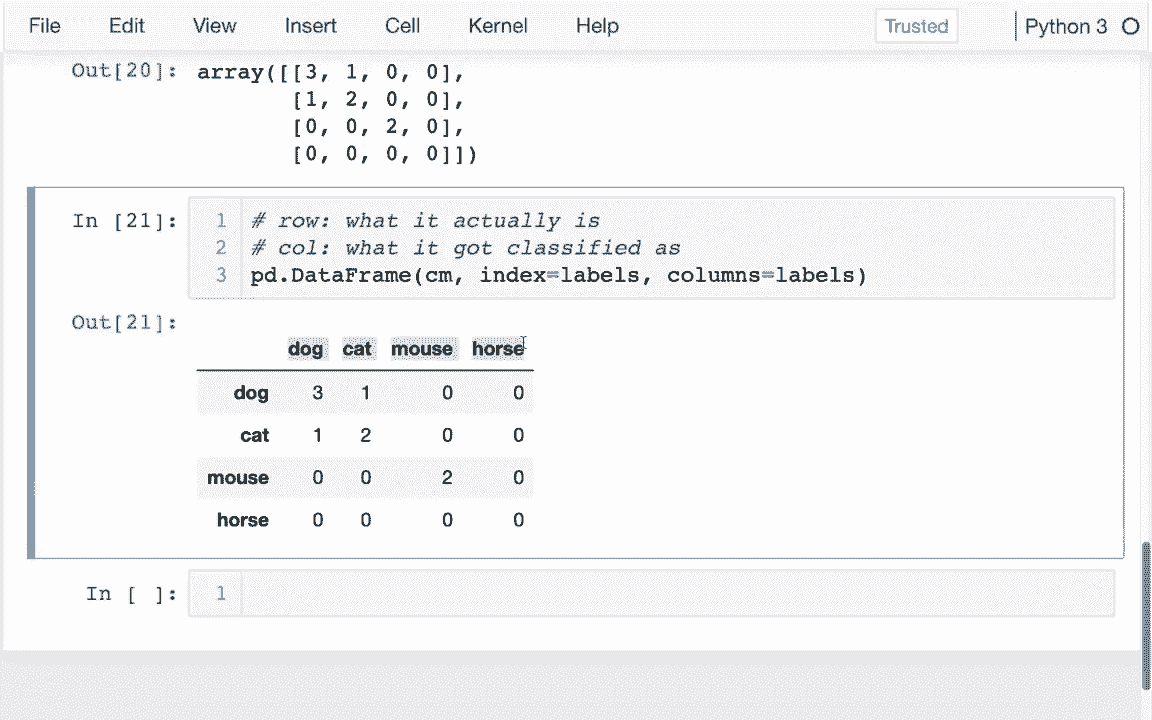 File Edit View Insert Cell Kernel Help Trusted Python 3
Out[20]: array([[3, 1, 0, 0],
[1, 2, 0, 0],
[0, 0, 2, 0],
[0, 0, 0, 0]])
In [21]: 1 # row: what it actually is
2 # col: what it got classified as
3 pd.DataFrame(cm, index=labels, columns=labels)
Out[21]:
dog cat mouse horse
dog 3 1 0 0
cat 1 2 0 0
mouse 0 0 2 0
horse 0 0 0 0
In [ ]: 1